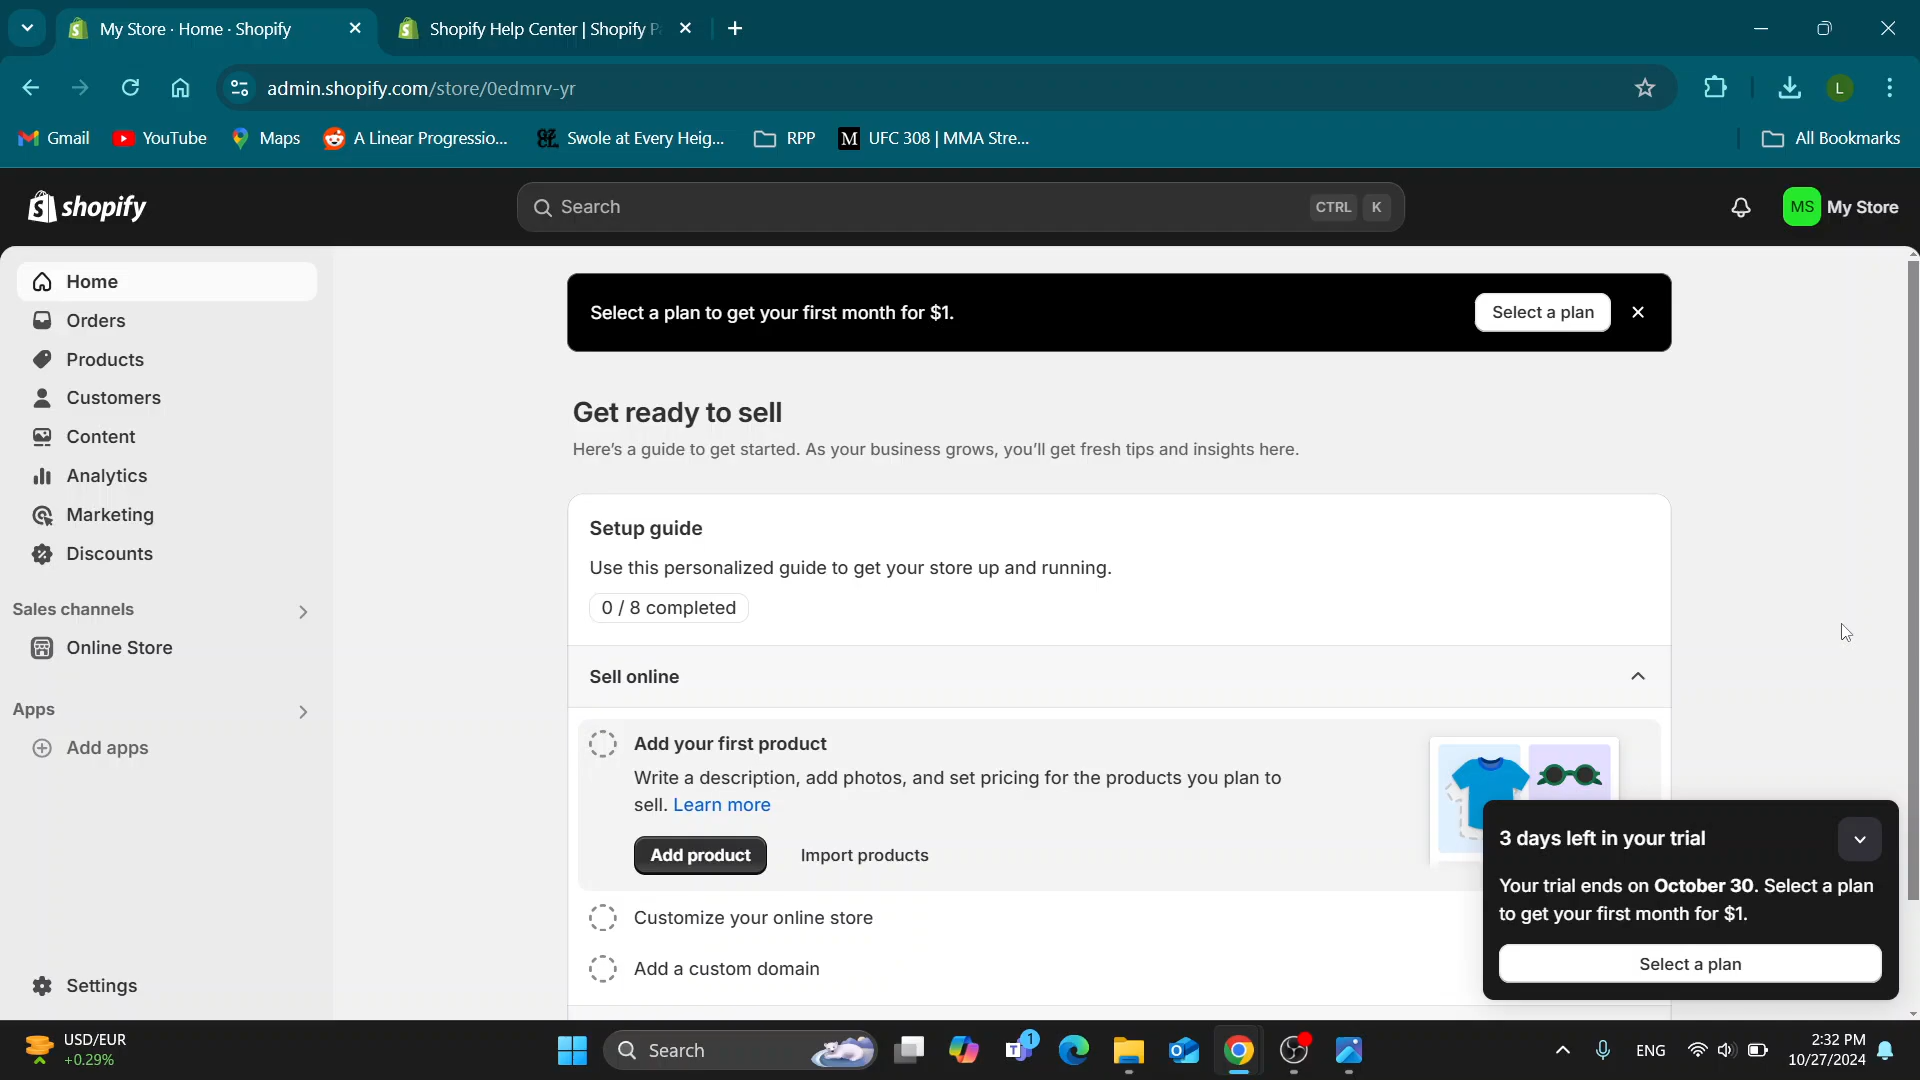 My Store · Home · Shopify
Shopify Help Center | Shopify P
admin.shopify.com/store/0edmrv-yr
L
Gmail
YouTube
Maps
A Linear Progressio...
Swole at Every Heig...
RPP
M
UFC 308 | MMA Stre...
All Bookmarks
shopify
Search
CTRL K
MS My Store
Home
Orders
Products
Customers
Content
Analytics
Marketing
Discounts
Sales channels
Online Store
Apps
Add apps
Settings
Select a plan to get your first month for $1.
Select a plan
Get ready to sell
Here's a guide to get started. As your business grows, you'll get fresh tips and insights here.
Setup guide
Use this personalized guide to get your store up and running.
0 / 8 completed
Sell online
Add your first product
Write a description, add photos, and set pricing for the products you plan to
sell. Learn more
Add product
Import products
Customize your online store
Add a custom domain
3 days left in your trial
Your trial ends on October 30. Select a plan
to get your first month for $1.
Select a plan
USD/EUR
+0.29%
Search
1
ENG
2:32 PM
10/27/2024